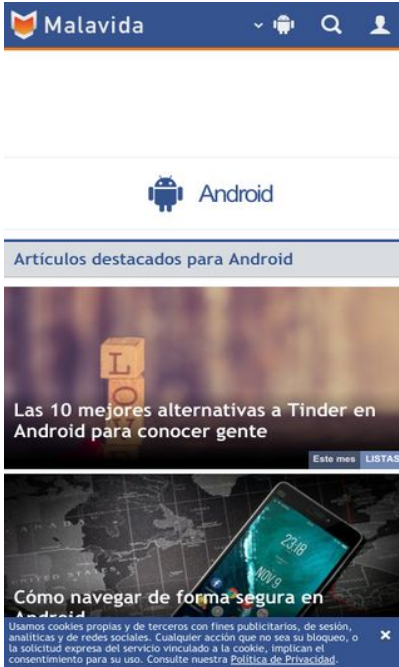 Malavida
Android
Artículos destacados para Android
L
LOV
Las 10 mejores alternativas a Tinder en
Android para conocer gente
Este mes LISTAS
CANADA
23:18
NOV 9
Cómo navegar de forma segura en
Android
Usamos cookies propias y de terceros con fines publicitarios, de sesión,
analíticas y de redes sociales. Cualquier acción que no sea su bloqueo, o
la solicitud expresa del servicio vinculado a la cookie, implican el
consentimiento para su uso. Consulte nuestra Política de Privacidad.